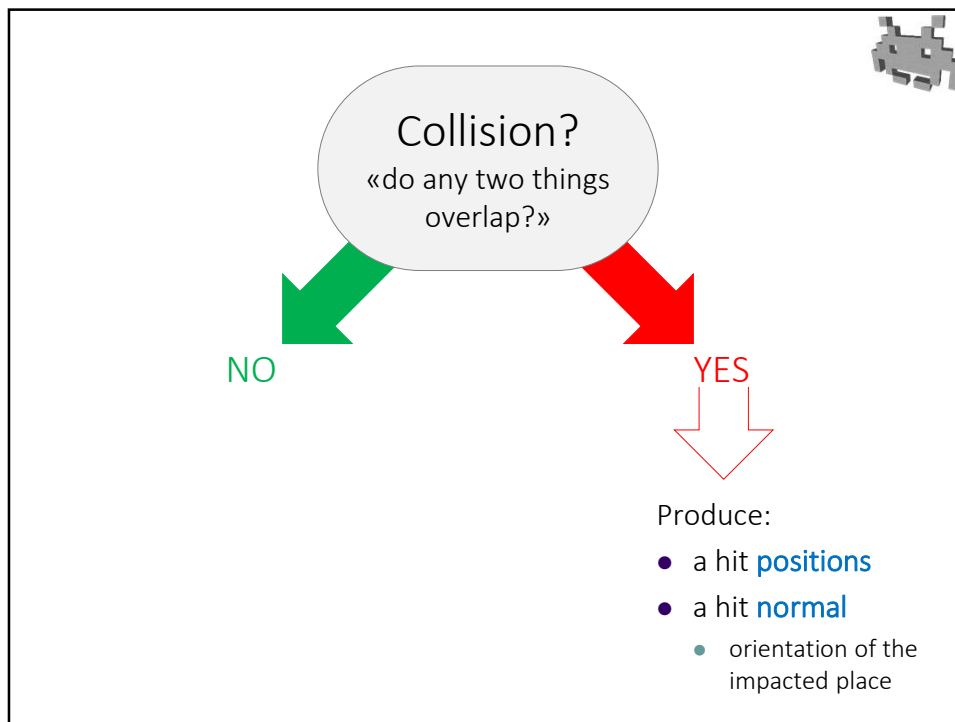 Collision?
«do any two things
overlap?»
NO
YES
Produce:
a hit positions
a hit normal
orientation of the
impacted place